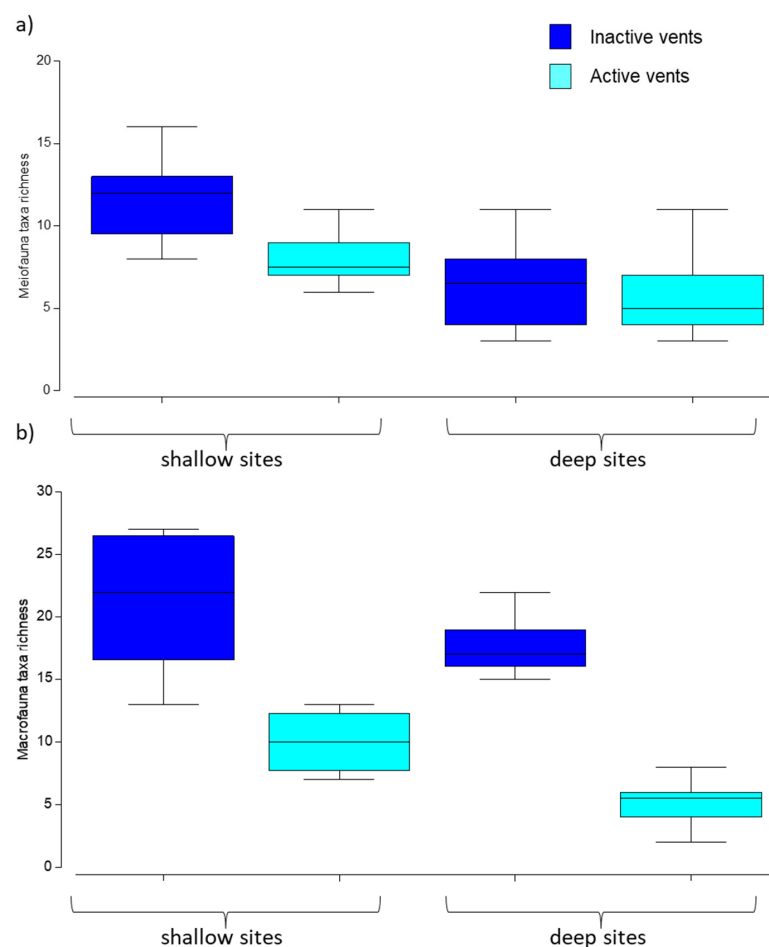 a)
Inactive vents
Active vents
Meiofauna taxa richness
20
15
10
5
0
shallow sites
deep sites
b)
Macrofauna taxa richness
30
25
20
15
10
5
0
shallow sites
deep sites